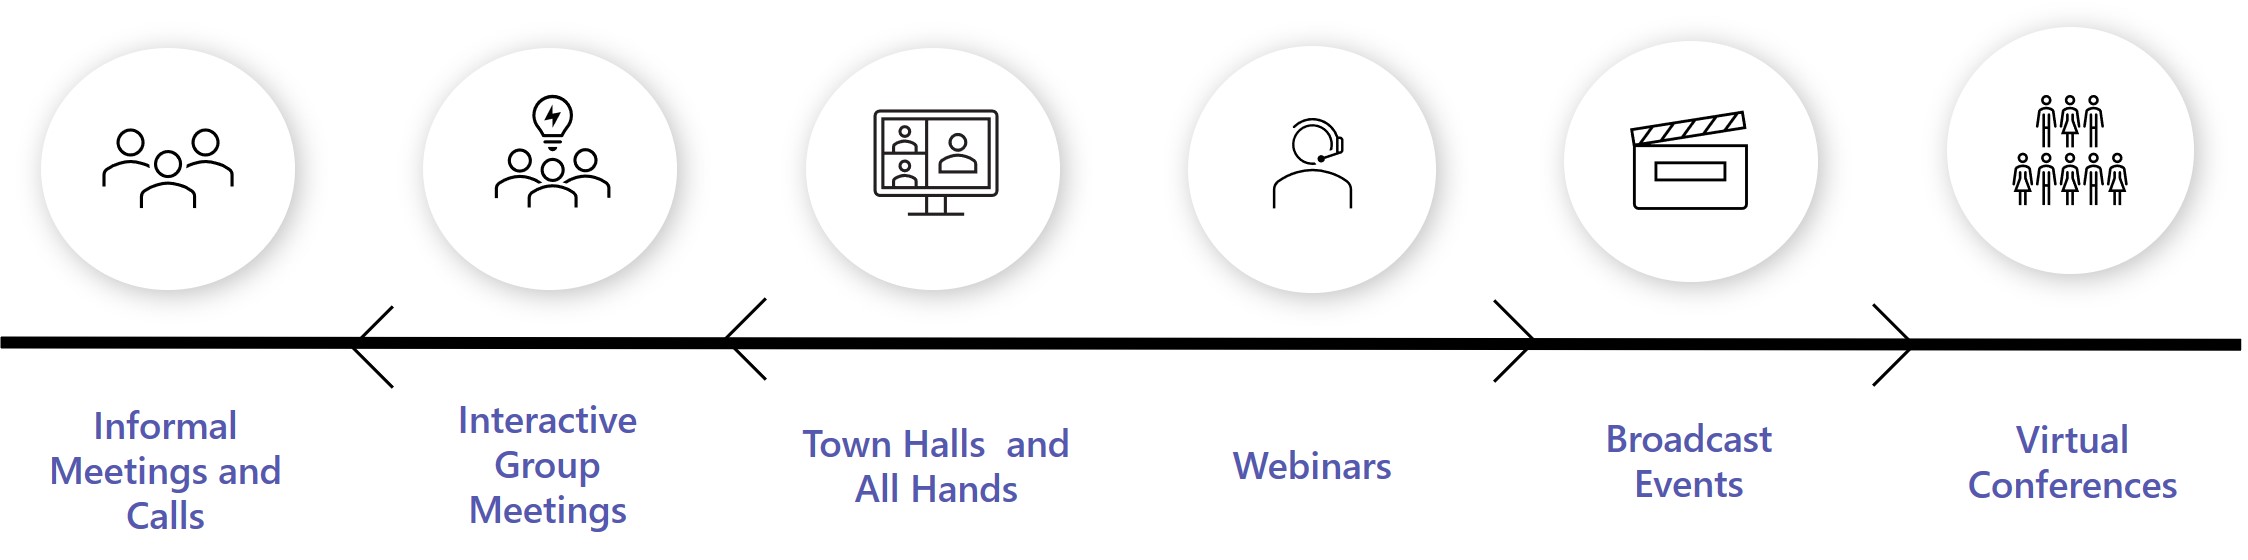 Informal
Meetings and
Calls
Interactive
Group
Meetings
Town Halls  and
All Hands
Webinars
Broadcast
Events
Virtual
Conferences